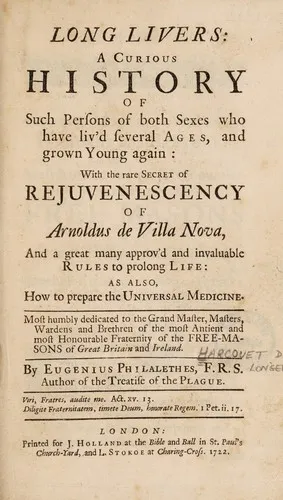 LONG LIVERS:
A CURIOUS
HISTORY
OF
Such Perſons of both Sexes who
have liv'd ſeveral AGES, and
grown Young again:
With the rare SECRET of
REJUVENESCENCY
OF
Arnoldus de Villa Nova,
And a great many approv'd and invaluable
RULES to prolong LIFE:
AS ALSO,
How to prepare the UNIVERSAL MEDICINE.
Moſt humbly dedicated to the Grand Maſter, Maſters,
Wardens and Brethren of the moſt Antient and
moſt Honourable Fraternity of the FREE-MA-
SONS of Great Britain and Ireland.
HARCOUET D
LONGE
By EUGENIUS PHILALETHES, F. R. S.
Author of the Treatiſe of the PLAGUE.
Viri, Fratres, audite me. Act. xv. 13.
Diligite Fraternitatem, timete Deum, honorate Regem. 1 Pet. ii. 17.
LONDON:
Printed for J. HOLLAND at the Bible and Ball in St. Paul's
Church-Yard, and L. STOKOE at Charing-Croſs. 1722.